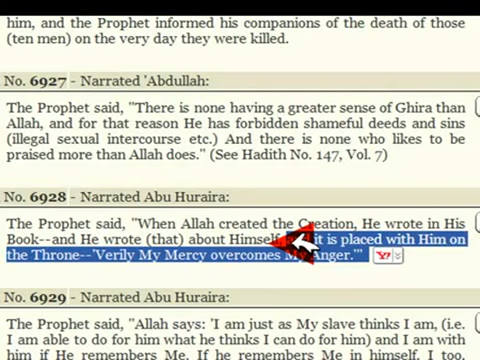 him, and the Prophet informed his companions of the death of those
(ten men) on the very day they were killed.
No. 6927 - Narrated 'Abdullah:
The Prophet said, "There is none having a greater sense of Ghira than
Allah, and for that reason He has forbidden shameful deeds and sins
(illegal sexual intercourse etc.) And there is none who likes to be
praised more than Allah does." (See Hadith No. 147, Vol. 7)
No. 6928 - Narrated Abu Huraira:
The Prophet said, "When Allah created the Creation, He wrote in His
Book--and He wrote (that) about Himself it is placed with Him on
the Throne--'Verily My Mercy overcomes My Anger.'"
Y!
No. 6929 - Narrated Abu Huraira:
The Prophet said, "Allah says: 'I am just as My slave thinks I am, (i.e.
I am able to do for him what he thinks I can do for him) and I am
with him if He remembers Me. If he remembers Me in himself, I too,